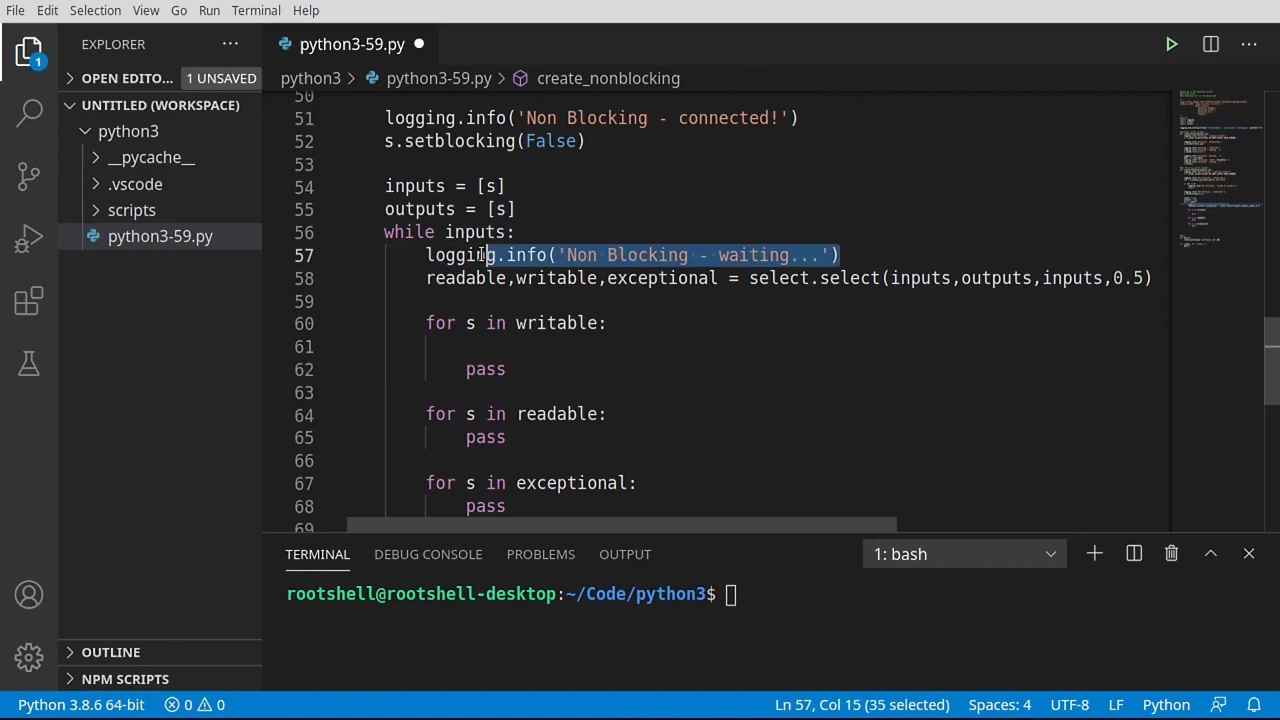 File Edit Selection View Go Run Terminal Help
EXPLORER
python3-59.py
OPEN EDITO... 1 UNSAVED
python3 > python3-59.py > create_nonblocking
UNTITLED (WORKSPACE)
python3
__pycache__
.vscode
scripts
python3-59.py
50
51 logging.info('Non Blocking - connected!')
52 s.setblocking(False)
53
54 inputs = [s]
55 outputs = [s]
56 while inputs:
57 logging.info('Non Blocking - waiting...')
58 readable,writable,exceptional = select.select(inputs,outputs,inputs,0.5)
59
60 for s in writable:
61
62 pass
63
64 for s in readable:
65 pass
66
67 for s in exceptional:
68 pass
69
TERMINAL DEBUG CONSOLE PROBLEMS OUTPUT 1: bash
rootshell@rootshell-desktop:~/Code/python3$
OUTLINE
NPM SCRIPTS
1
Python 3.8.6 64-bit 0 0 Ln 57, Col 15 (35 selected) Spaces: 4 UTF-8 LF Python